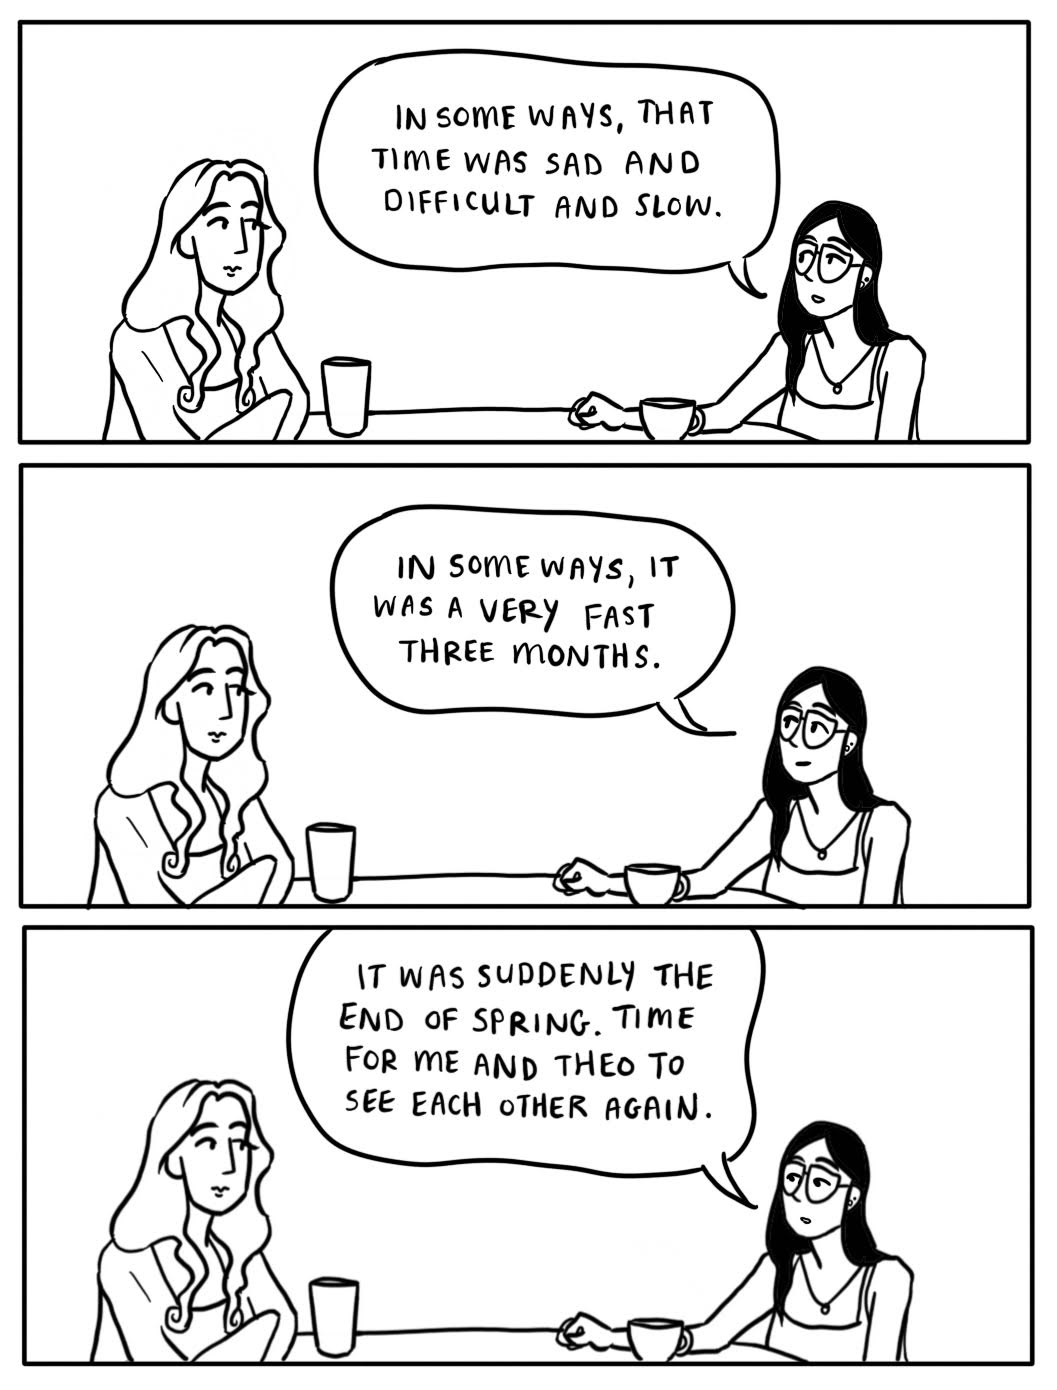 IN SOME WAYS, THAT
TIME WAS SAD AND
DIFFICULT AND SLOW.
IN SOME WAYS, IT
WAS A VERY FAST
THREE MONTHS.
IT WAS SUDDENLY THE
END OF SPRING. TIME
FOR ME AND THEO TO
SEE EACH OTHER AGAIN.